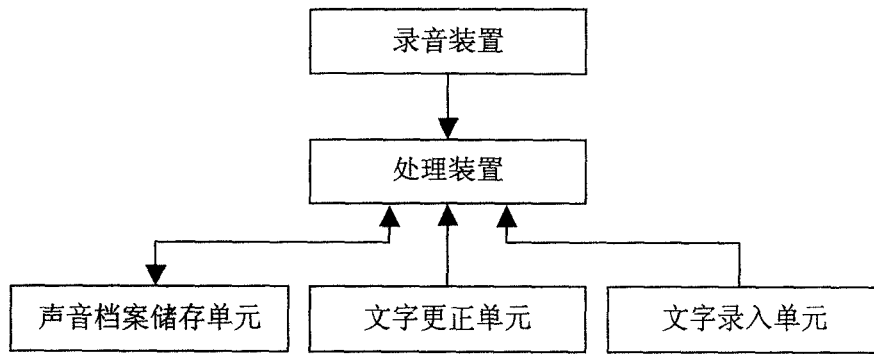 录音装置
处理装置
声音档案储存单元
文字更正单元
文字录入单元